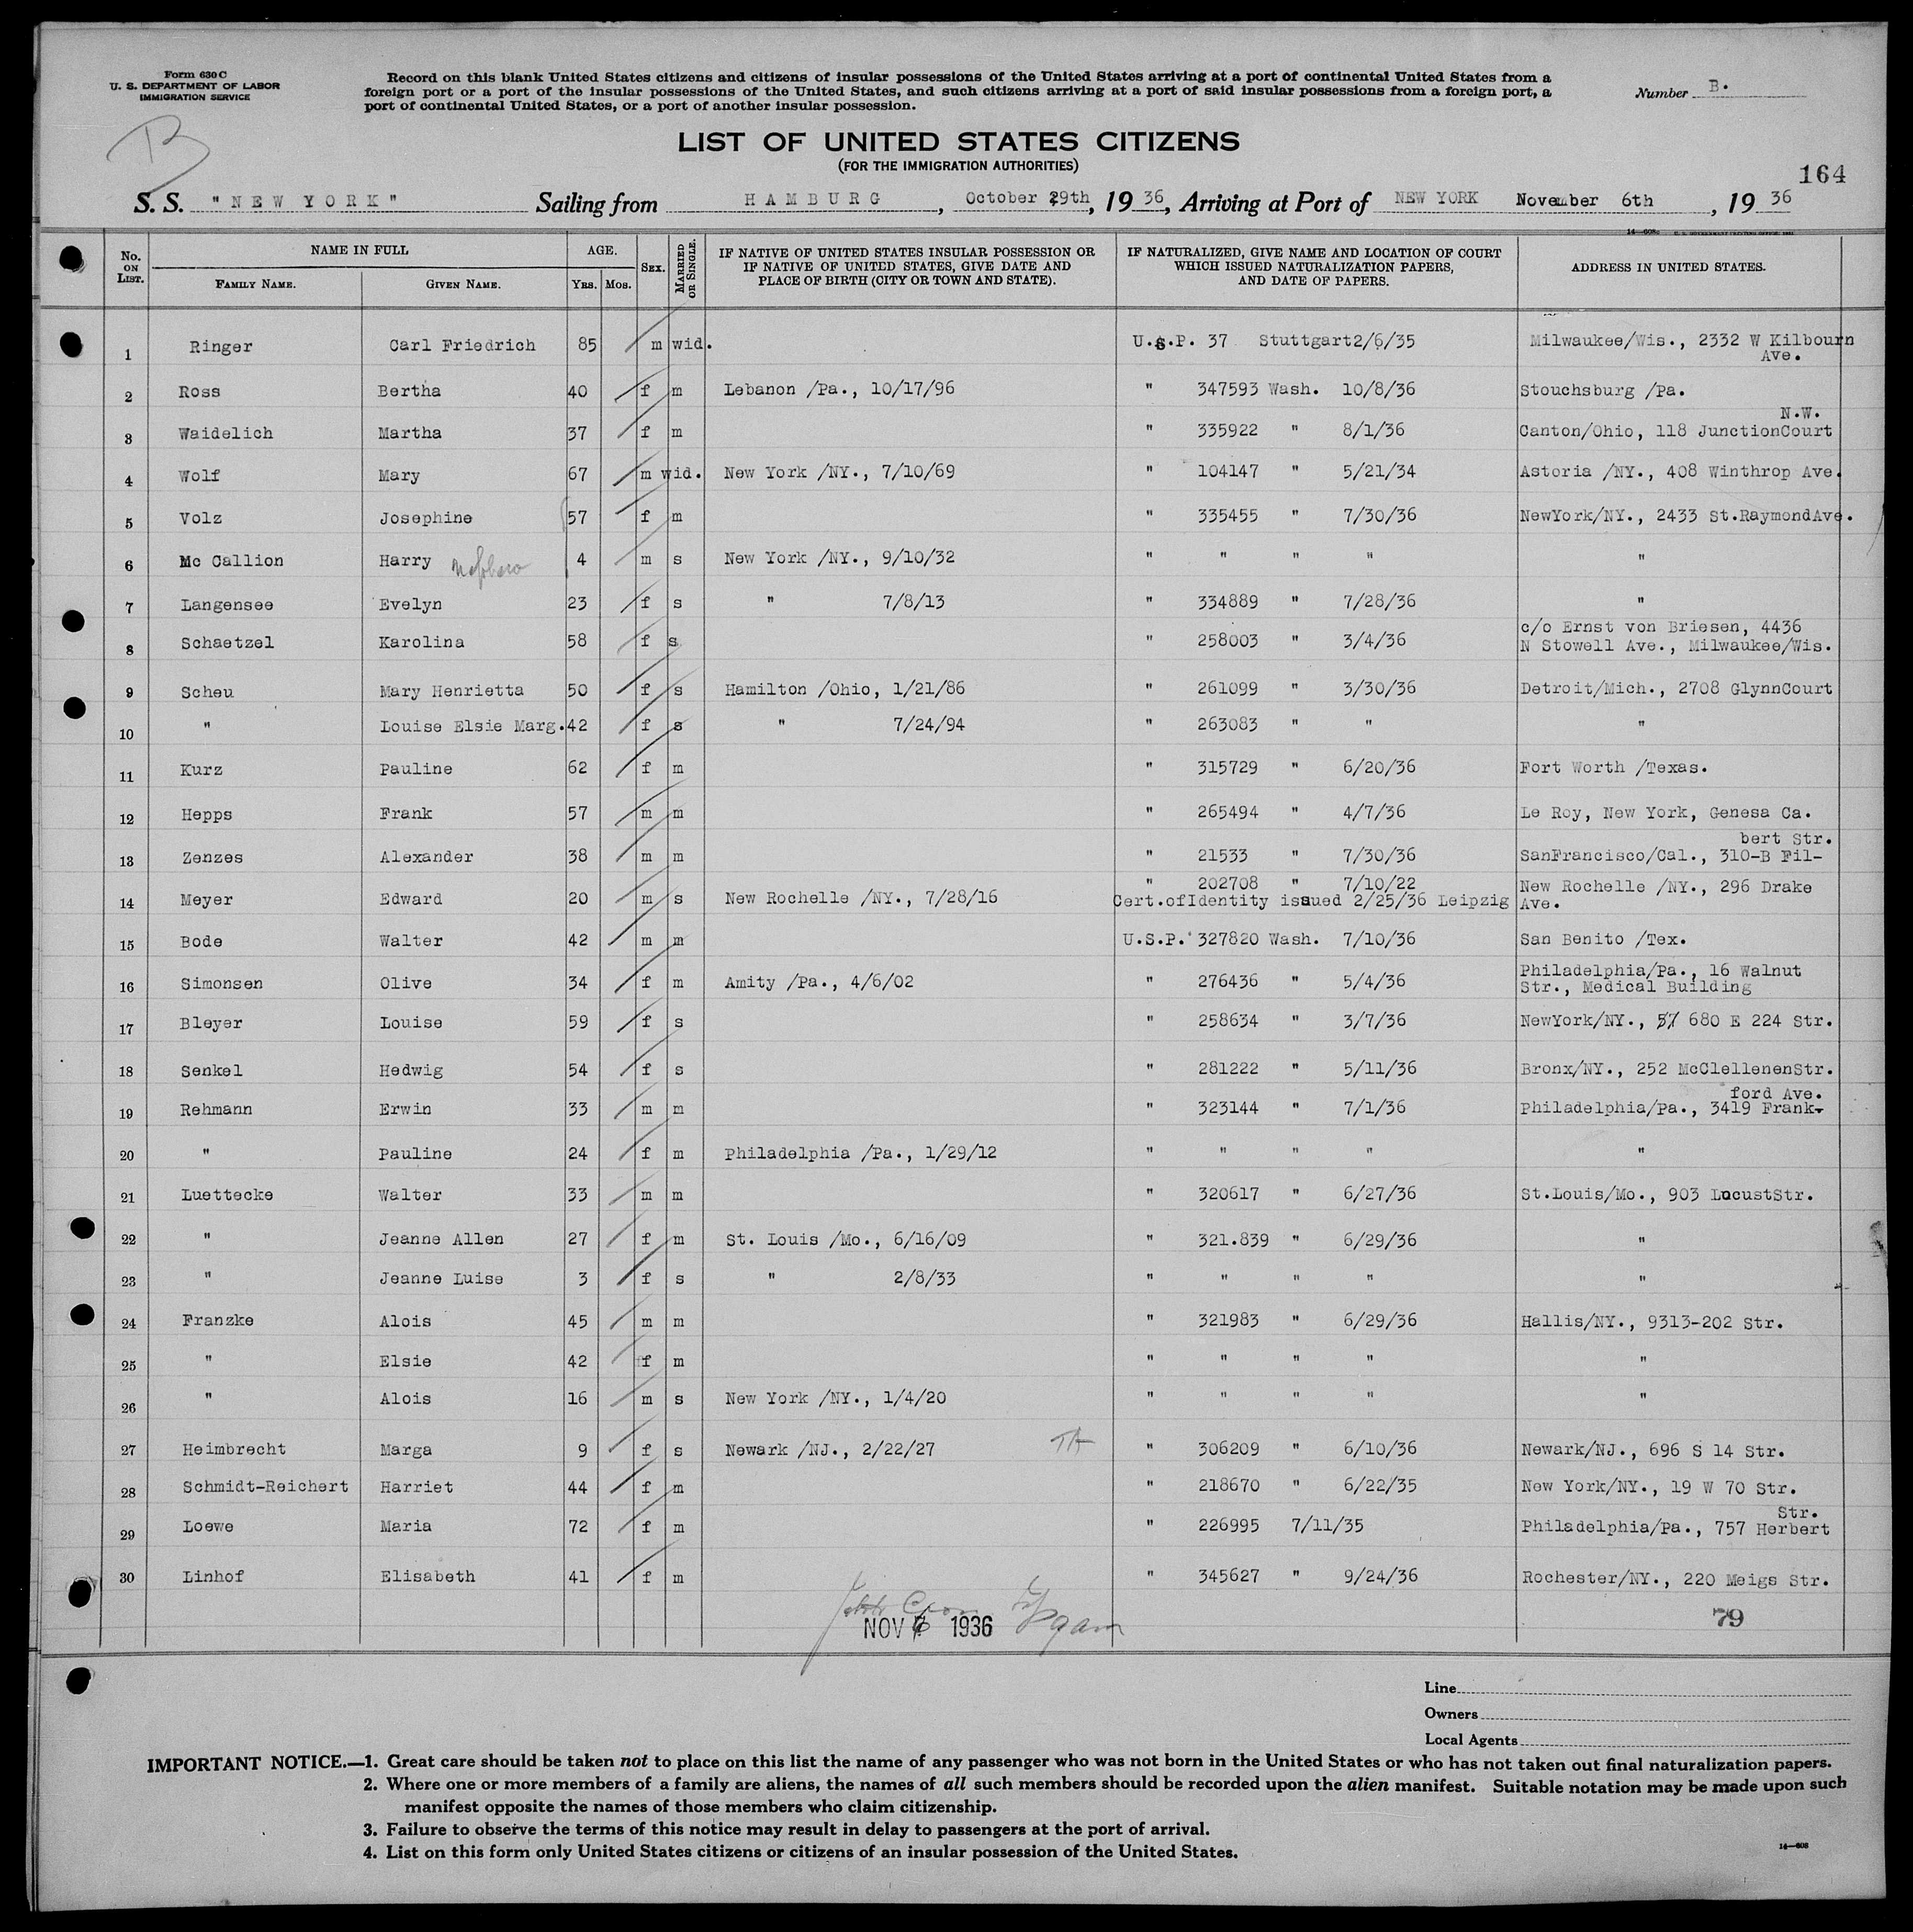 Form 630 C
U. S. DEPARTMENT OF LABOR
IMMIGRATION SERVICE
Record on this blank United States citizens and citizens of insular possessions of the United States arriving at a port of continental United States from a
foreign port or a port of the insular possessions of the United States, and such citizens arriving at a port of said insular possessions from a foreign port, a
port of continental United States, or a port of another insular possession.
Number B.
B
LIST OF UNITED STATES CITIZENS
(FOR THE IMMIGRATION AUTHORITIES)
164
S. S. "NEW YORK" Sailing from HAMBURG, October 29th, 1936, Arriving at Port of NEW YORK November 6th, 1936
No. ON LIST. NAME IN FULL FAMILY NAME. GIVEN NAME. AGE. YRS. MOS. SEX. MARRIED OR SINGLE. IF NATIVE OF UNITED STATES INSULAR POSSESSION OR IF NATIVE OF UNITED STATES, GIVE DATE AND PLACE OF BIRTH (CITY OR TOWN AND STATE). IF NATURALIZED, GIVE NAME AND LOCATION OF COURT WHICH ISSUED NATURALIZATION PAPERS, AND DATE OF PAPERS. ADDRESS IN UNITED STATES.
1 Ringer Carl Friedrich 85 m wid. U.S.P. 37 Stuttgart 2/6/35 Milwaukee/Wis., 2332 W Kilbourn
Ave.
2 Ross Bertha 40 f m Lebanon /Pa., 10/17/96 " 347593 Wash. 10/8/36 Stouchsburg /Pa.
N.W.
3 Waidelich Martha 37 f m " 335922 " 8/1/36 Canton/Ohio, 118 JunctionCourt
4 Wolf Mary 67 m wid. New York /NY., 7/10/69 " 104147 " 5/21/34 Astoria /NY., 408 Winthrop Ave.
5 Volz Josephine 57 f m " 335455 " 7/30/36 NewYork/NY., 2433 St.RaymondAve.
6 Mc Callion Harry nephew 4 m s New York /NY., 9/10/32 " " " " "
7 Langensee Evelyn 23 f s " 7/8/13 " 334889 " 7/28/36 "
c/o Ernst von Briesen, 4436
8 Schaetzel Karolina 58 f s " 258003 " 3/4/36 N Stowell Ave., Milwaukee/Wis.
9 Scheu Mary Henrietta 50 f s Hamilton /Ohio, 1/21/86 " 261099 " 3/30/36 Detroit/Mich., 2708 GlynnCourt
10 " Louise Elsie Marg. 42 f s " 7/24/94 " 263083 " " "
11 Kurz Pauline 62 f m " 315729 " 6/20/36 Fort Worth /Texas.
12 Hepps Frank 57 m m " 265494 " 4/7/36 Le Roy, New York, Genesa Ca.
bert Str.
13 Zenzes Alexander 38 m m " 21533 " 7/30/36 SanFrancisco/Cal., 310-B Fil-
" 202708 " 7/10/22 New Rochelle /NY., 296 Drake
14 Meyer Edward 20 m s New Rochelle /NY., 7/28/16 Cert.ofIdentity issued 2/25/36 Leipzig Ave.
15 Bode Walter 42 m m U.S.P. 327820 Wash. 7/10/36 San Benito /Tex.
Philadelphia/Pa., 16 Walnut
16 Simonsen Olive 34 f m Amity /Pa., 4/6/02 " 276436 " 5/4/36 Str., Medical Building
17 Bleyer Louise 59 f s " 258634 " 3/7/36 NewYork/NY., 57 680 E 224 Str.
18 Senkel Hedwig 54 f s " 281222 " 5/11/36 Bronx/NY., 252 McClellenenStr.
ford Ave.
19 Rehmann Erwin 33 m m " 323144 " 7/1/36 Philadelphia/Pa., 3419 Frank-
20 " Pauline 24 f m Philadelphia /Pa., 1/29/12 " " " " "
21 Luettecke Walter 33 m m " 320617 " 6/27/36 St.Louis/Mo., 903 LocustStr.
22 " Jeanne Allen 27 f m St. Louis /Mo., 6/16/09 " 321.839 " 6/29/36 "
23 " Jeanne Luise 3 f s " 2/8/33 " " " " "
24 Franzke Alois 45 m m " 321983 " 6/29/36 Hallis/NY., 9313-202 Str.
25 " Elsie 42 f m " " " " "
26 " Alois 16 m s New York /NY., 1/4/20 " " " " "
27 Heimbrecht Marga 9 f s Newark /NJ., 2/22/27 " 306209 " 6/10/36 Newark/NJ., 696 S 14 Str.
28 Schmidt-Reichert Harriet 44 f m " 218670 " 6/22/35 New York/NY., 19 W 70 Str.
Str.
29 Loewe Maria 72 f m " 226995 7/11/35 Philadelphia/Pa., 757 Herbert
30 Linhof Elisabeth 41 f m " 345627 " 9/24/36 Rochester/NY., 220 Meigs Str.
NOV 6 1936
79
Line
Owners
Local Agents
IMPORTANT NOTICE.—1. Great care should be taken not to place on this list the name of any passenger who was not born in the United States or who has not taken out final naturalization papers.
2. Where one or more members of a family are aliens, the names of all such members should be recorded upon the alien manifest. Suitable notation may be made upon such
manifest opposite the names of those members who claim citizenship.
3. Failure to observe the terms of this notice may result in delay to passengers at the port of arrival.
4. List on this form only United States citizens or citizens of an insular possession of the United States.
14—608